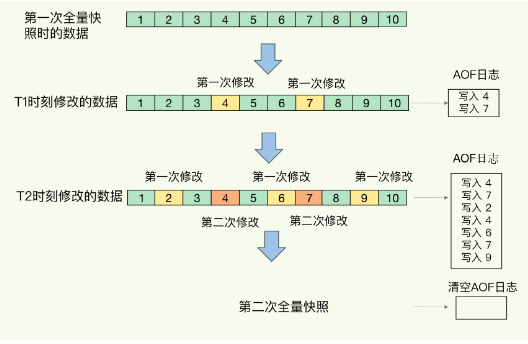 第一次全量快
照时的数据
1 2 3 4 5 6 7 8 9 10
第一次修改 第一次修改
T1时刻修改的数据
1 2 3 4 5 6 7 8 9 10
AOF日志
写入 4
写入 7
第一次修改 第一次修改 第一次修改
T2时刻修改的数据
1 2 3 4 5 6 7 8 9 10
第二次修改 第二次修改
AOF日志
写入 4
写入 7
写入 2
写入 4
写入 6
写入 7
写入 9
第二次全量快照
清空AOF日志